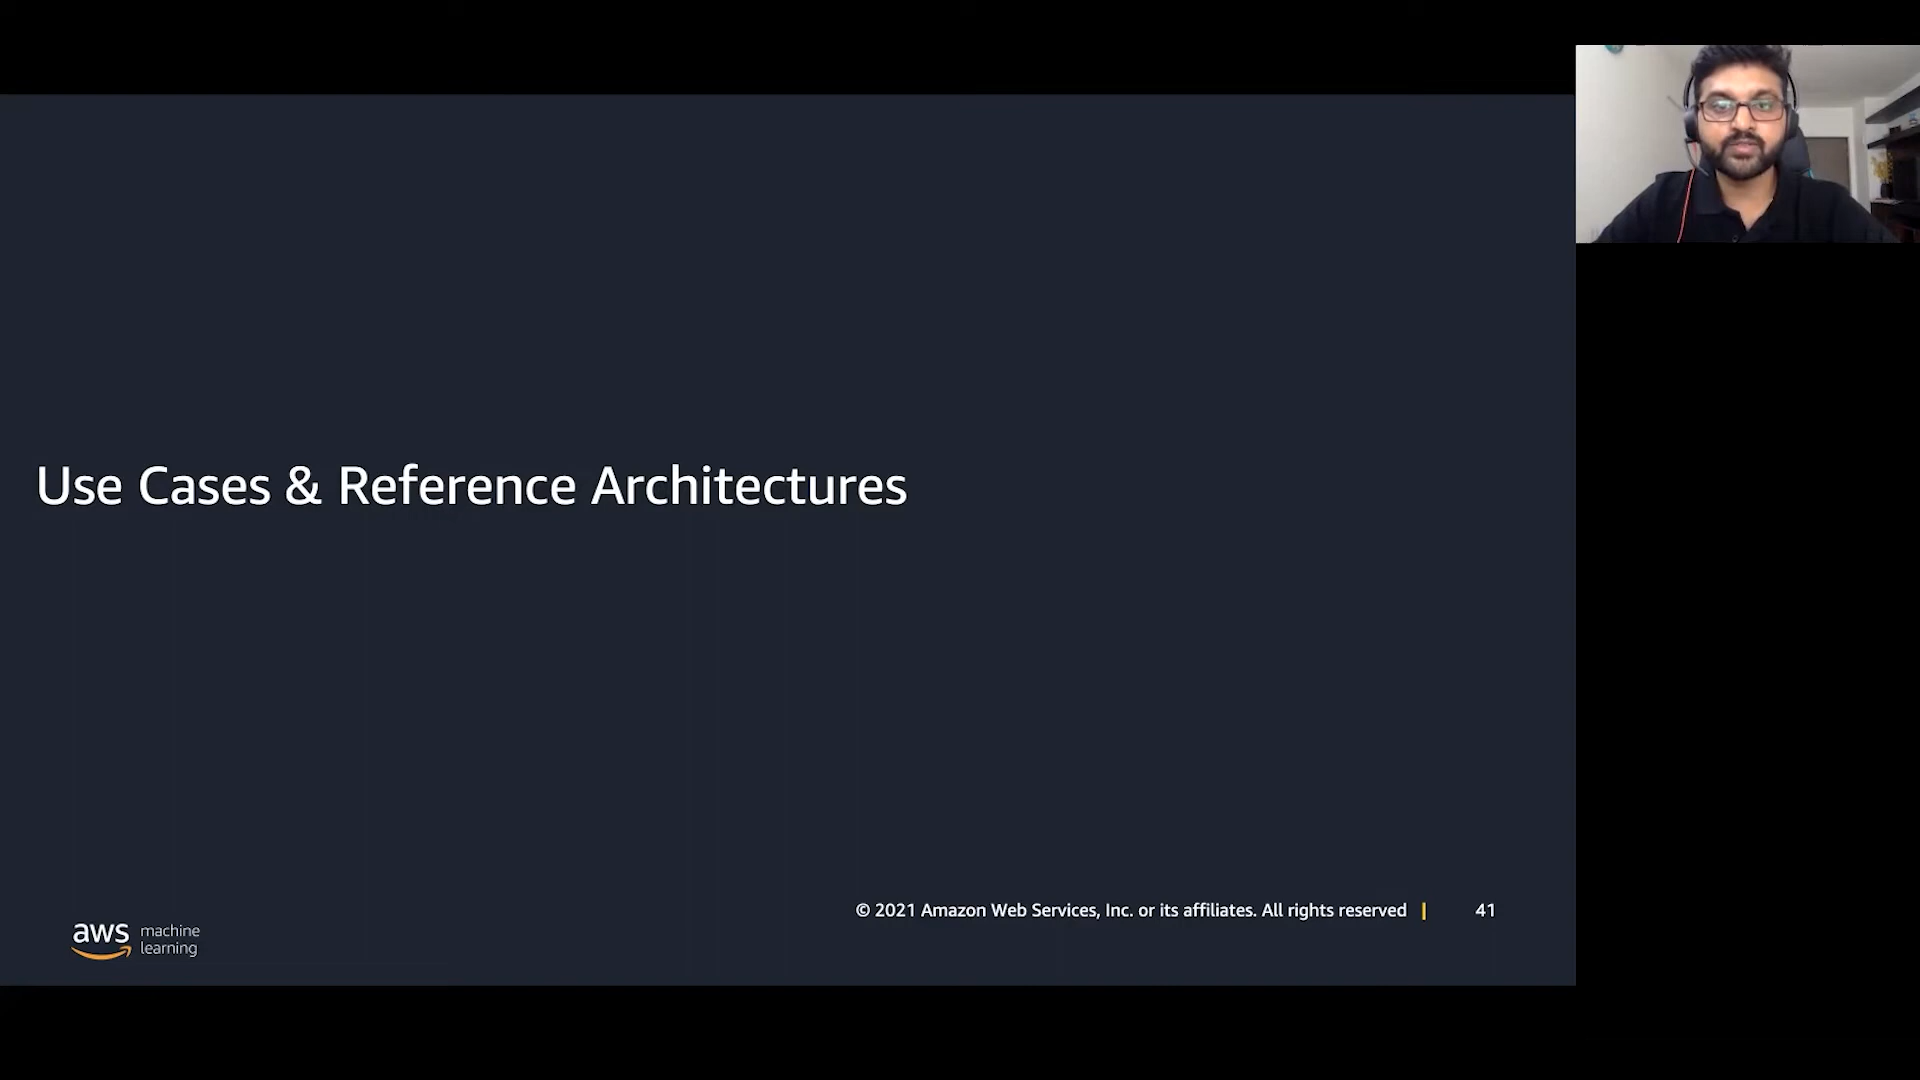 Use Cases & Reference Architectures
© 2021 Amazon Web Services, Inc. or its affiliates. All rights reserved | 41
aws machine
learning